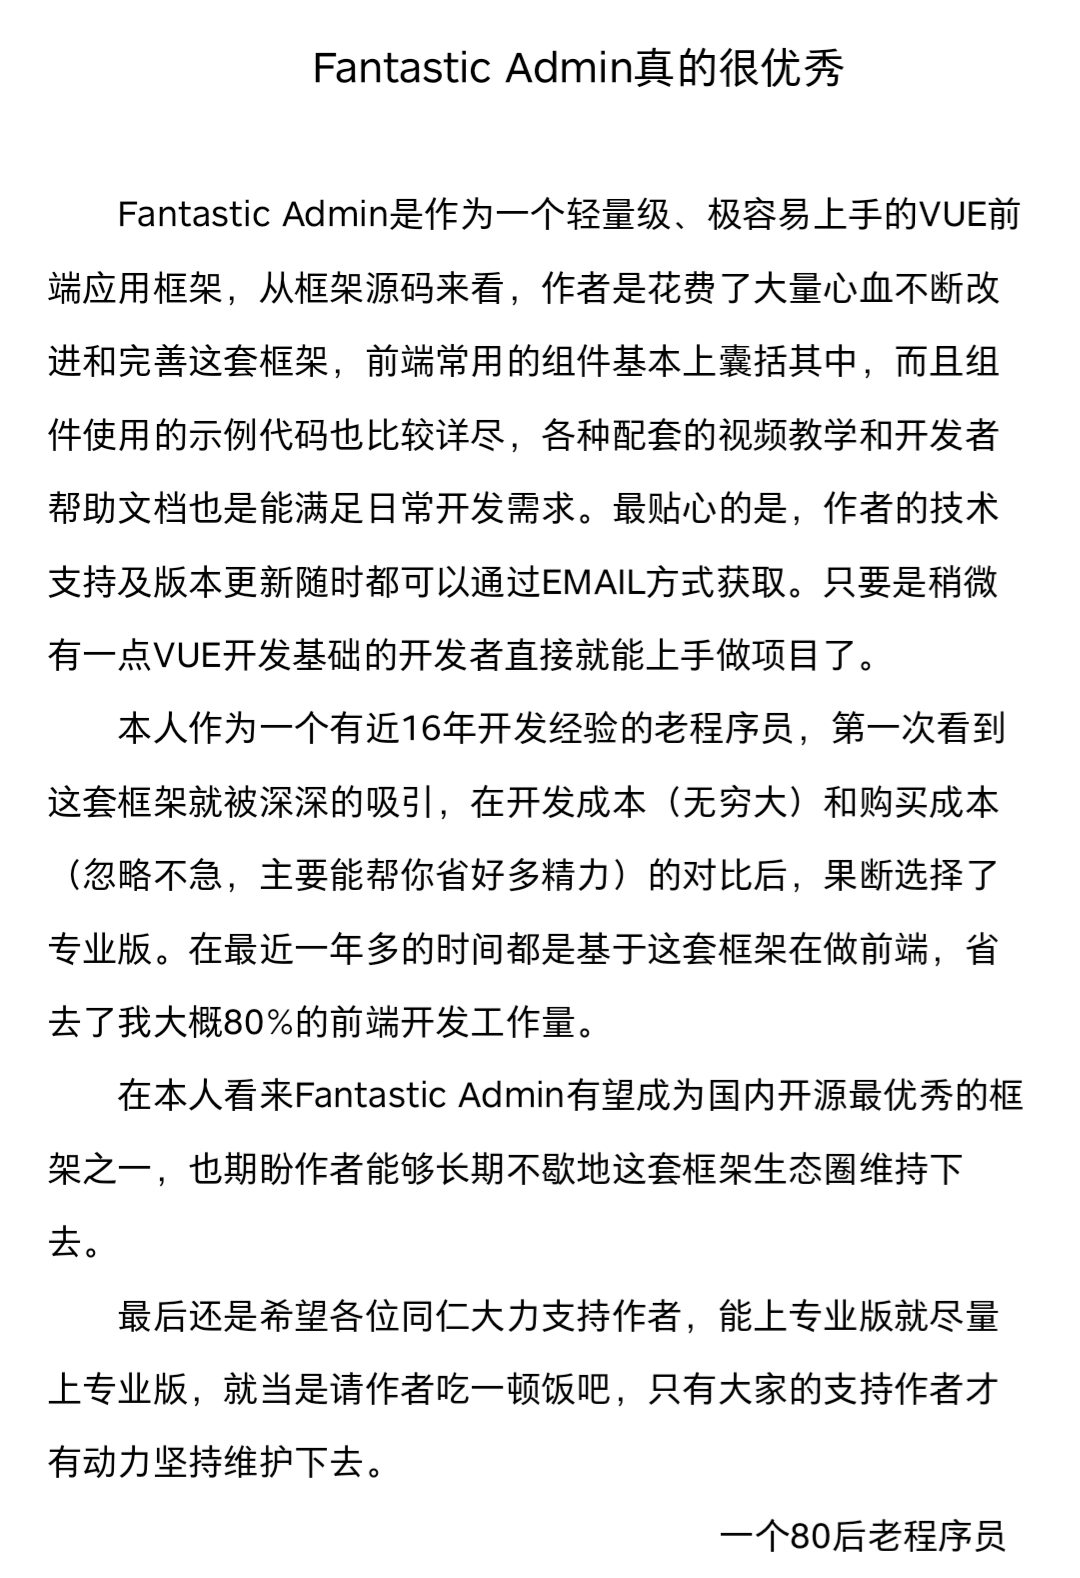 Fantastic Admin真的很优秀
Fantastic Admin是作为一个轻量级、极容易上手的VUE前
端应用框架，从框架源码来看，作者是花费了大量心血不断改
进和完善这套框架，前端常用的组件基本上囊括其中，而且组
件使用的示例代码也比较详尽，各种配套的视频教学和开发者
帮助文档也是能满足日常开发需求。最贴心的是，作者的技术
支持及版本更新随时都可以通过EMAIL方式获取。只要是稍微
有一点VUE开发基础的开发者直接就能上手做项目了。
本人作为一个有近16年开发经验的老程序员，第一次看到
这套框架就被深深的吸引，在开发成本（无穷大）和购买成本
（忽略不急，主要能帮你省好多精力）的对比后，果断选择了
专业版。在最近一年多的时间都是基于这套框架在做前端，省
去了我大概80%的前端开发工作量。
在本人看来Fantastic Admin有望成为国内开源最优秀的框
架之一，也期盼作者能够长期不歇地这套框架生态圈维持下
去。
最后还是希望各位同仁大力支持作者，能上专业版就尽量
上专业版，就当是请作者吃一顿饭吧，只有大家的支持作者才
有动力坚持维护下去。
一个80后老程序员